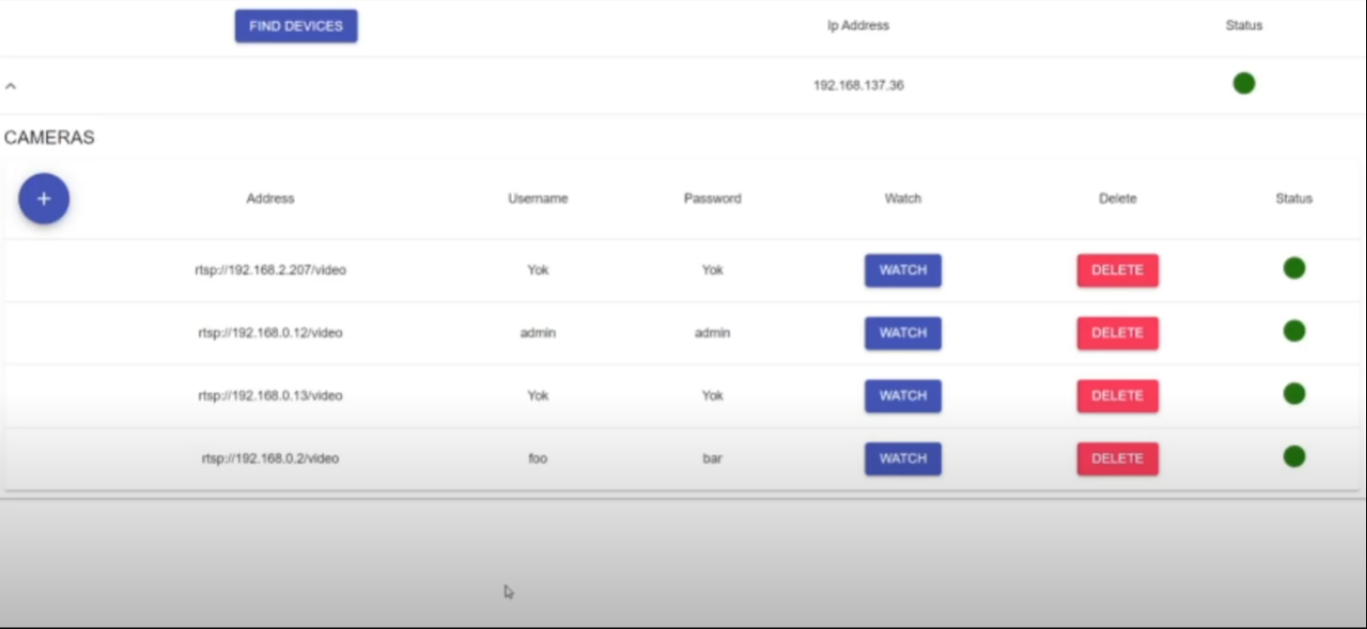 FIND DEVICES Ip Address Status
192.168.137.36
CAMERAS
+ Address Username Password Watch Delete Status
rtsp://192.168.2.207/video Yok Yok WATCH DELETE
rtsp://192.168.0.12/video admin admin WATCH DELETE
rtsp://192.168.0.13/video Yok Yok WATCH DELETE
rtsp://192.168.0.2/video foo bar WATCH DELETE